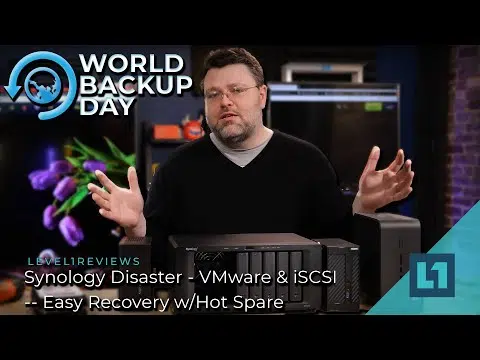 WORLD
BACKUP
DAY
LEVEL1REVIEWS
Synology Disaster - VMware & iSCSI
-- Easy Recovery w/Hot Spare
L1